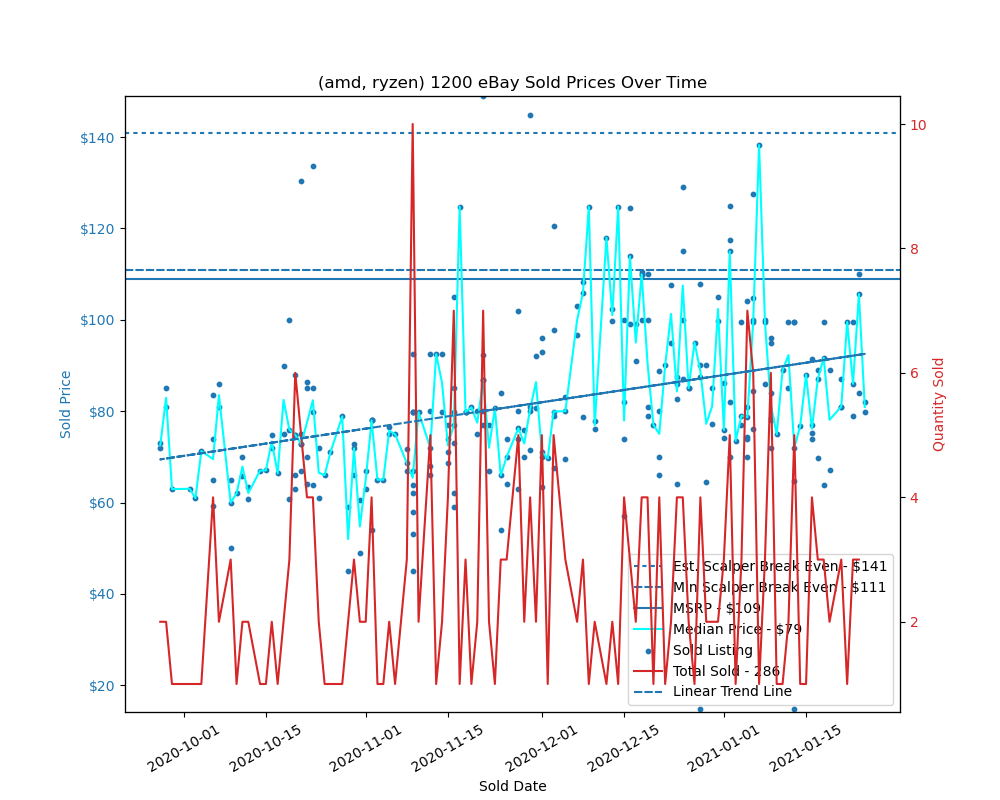 (amd, ryzen) 1200 eBay Sold Prices Over Time
$140
$120
$100
$80
$60
$40
$20
Sold Price
10
8
6
4
2
Quantity Sold
Est. Scalper Break Even - $141
Min Scalper Break Even - $111
MSRP - $109
Median Price - $79
Sold Listing
Total Sold - 286
Linear Trend Line
2020-10-01
2020-10-15
2020-11-01
2020-11-15
2020-12-01
2020-12-15
2021-01-01
2021-01-15
Sold Date